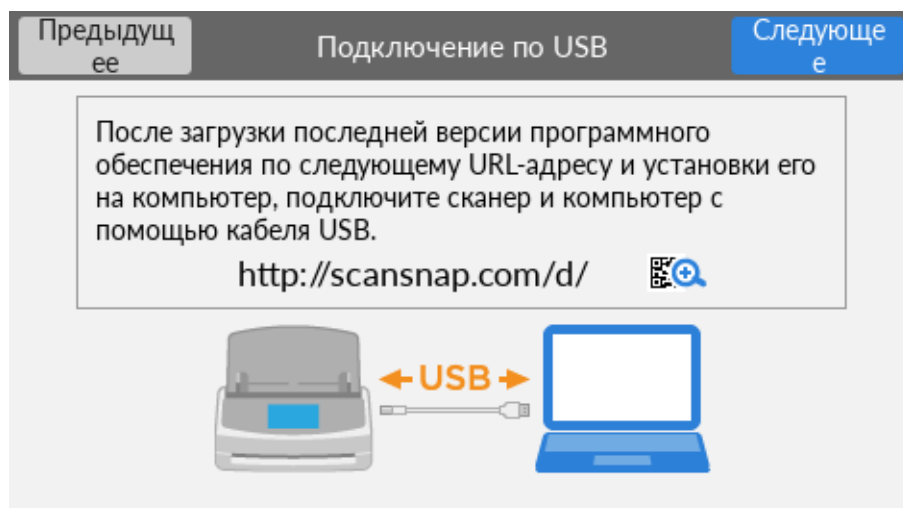 Предыдущ
ее
Подключение по USB
Следующе
е
После загрузки последней версии программного
обеспечения по следующему URL-адресу и установки его
на компьютер, подключите сканер и компьютер с
помощью кабеля USB.
http://scansnap.com/d/
USB